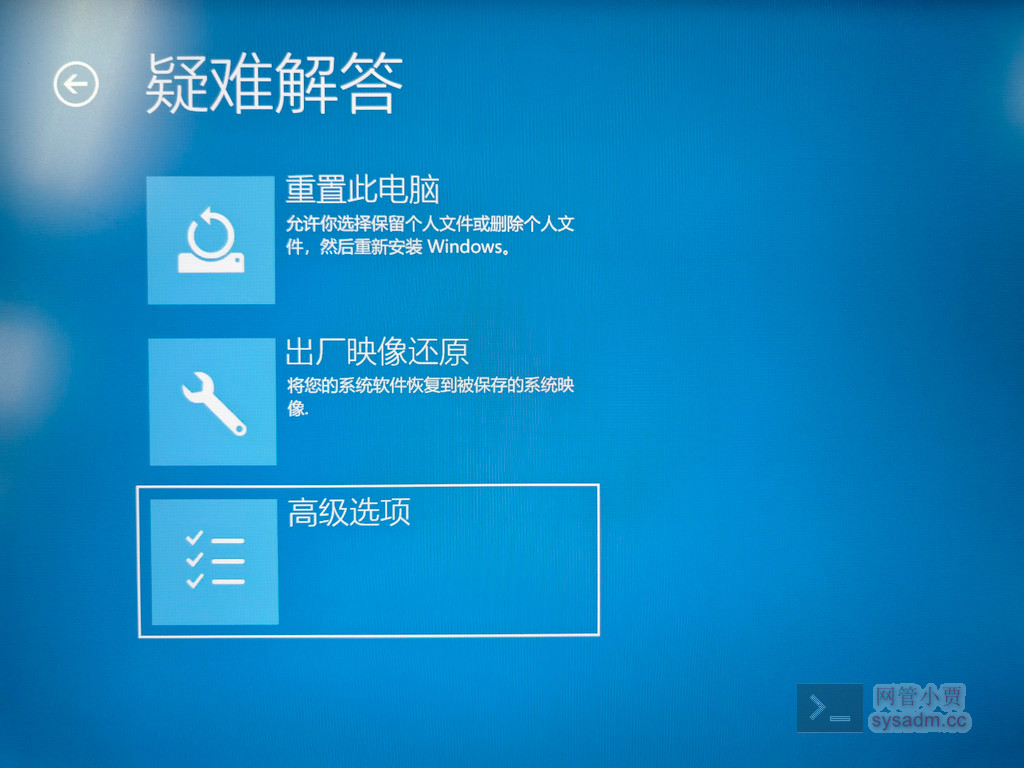 疑难解答
重置此电脑
允许你选择保留个人文件或删除个人文
件，然后重新安装 Windows。
出厂映像还原
将您的系统软件恢复到被保存的系统映
像.
高级选项
网管小贾
sysadm.cc